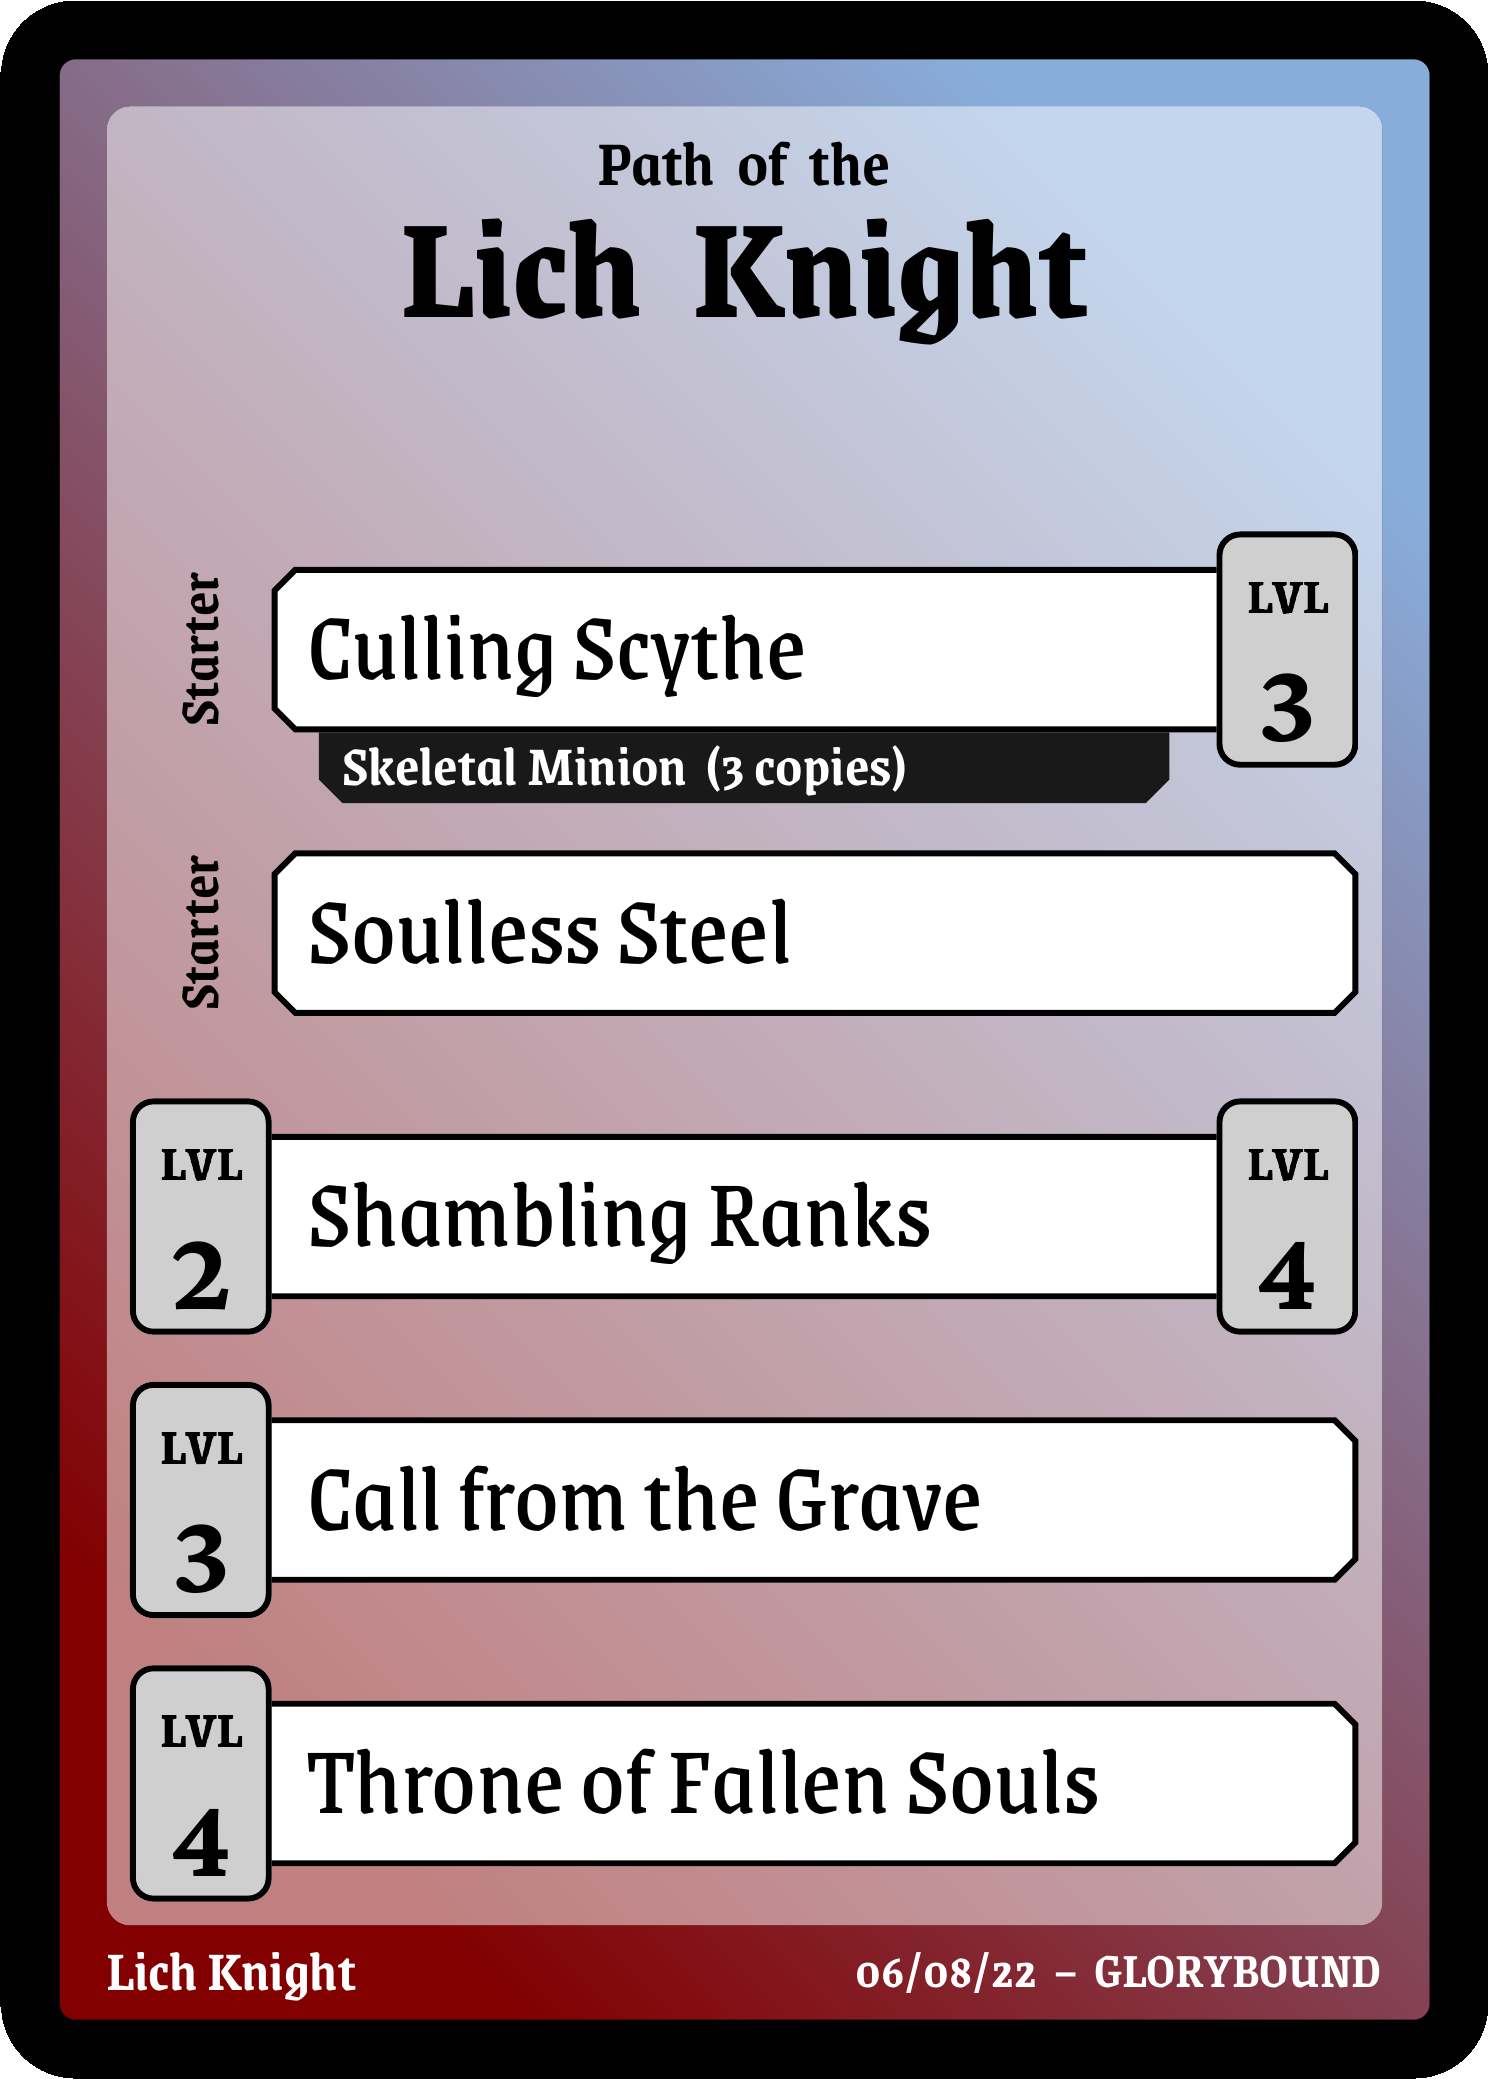 Path of the
Lich Knight
Starter
Culling Scythe
LVL
3
Skeletal Minion (3 copies)
Starter
Soulless Steel
LVL
2
Shambling Ranks
LVL
4
LVL
3
Call from the Grave
LVL
4
Throne of Fallen Souls
Lich Knight
06/08/22 – GLORYBOUND